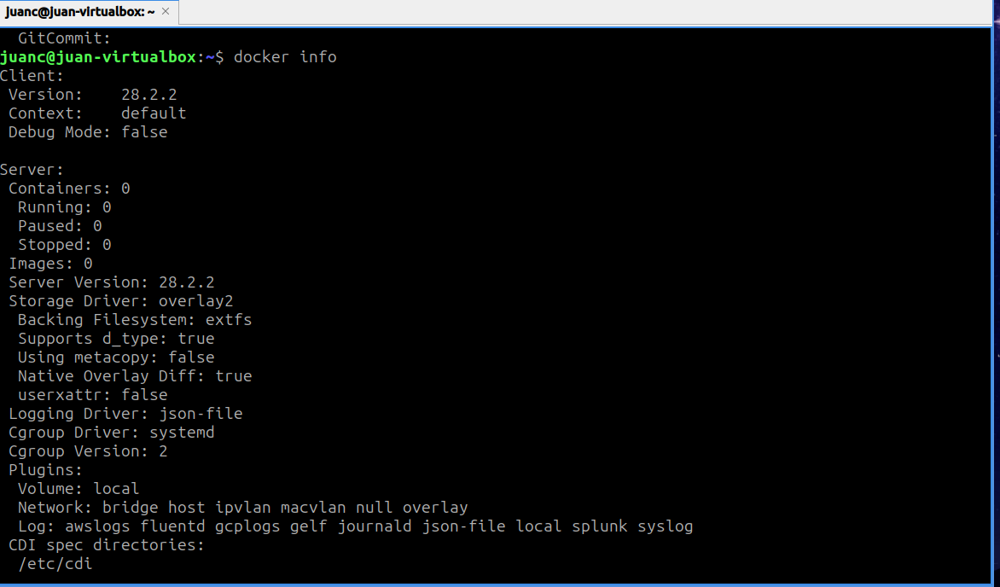 juanc@juan-virtualbox: ~ ×
GitCommit:
juanc@juan-virtualbox:~$ docker info
Client:
 Version:    28.2.2
 Context:    default
 Debug Mode: false

Server:
 Containers: 0
  Running: 0
  Paused: 0
  Stopped: 0
 Images: 0
 Server Version: 28.2.2
 Storage Driver: overlay2
  Backing Filesystem: extfs
  Supports d_type: true
  Using metacopy: false
  Native Overlay Diff: true
  userxattr: false
 Logging Driver: json-file
 Cgroup Driver: systemd
 Cgroup Version: 2
 Plugins:
  Volume: local
  Network: bridge host ipvlan macvlan null overlay
  Log: awslogs fluentd gcplogs gelf journald json-file local splunk syslog
 CDI spec directories:
  /etc/cdi